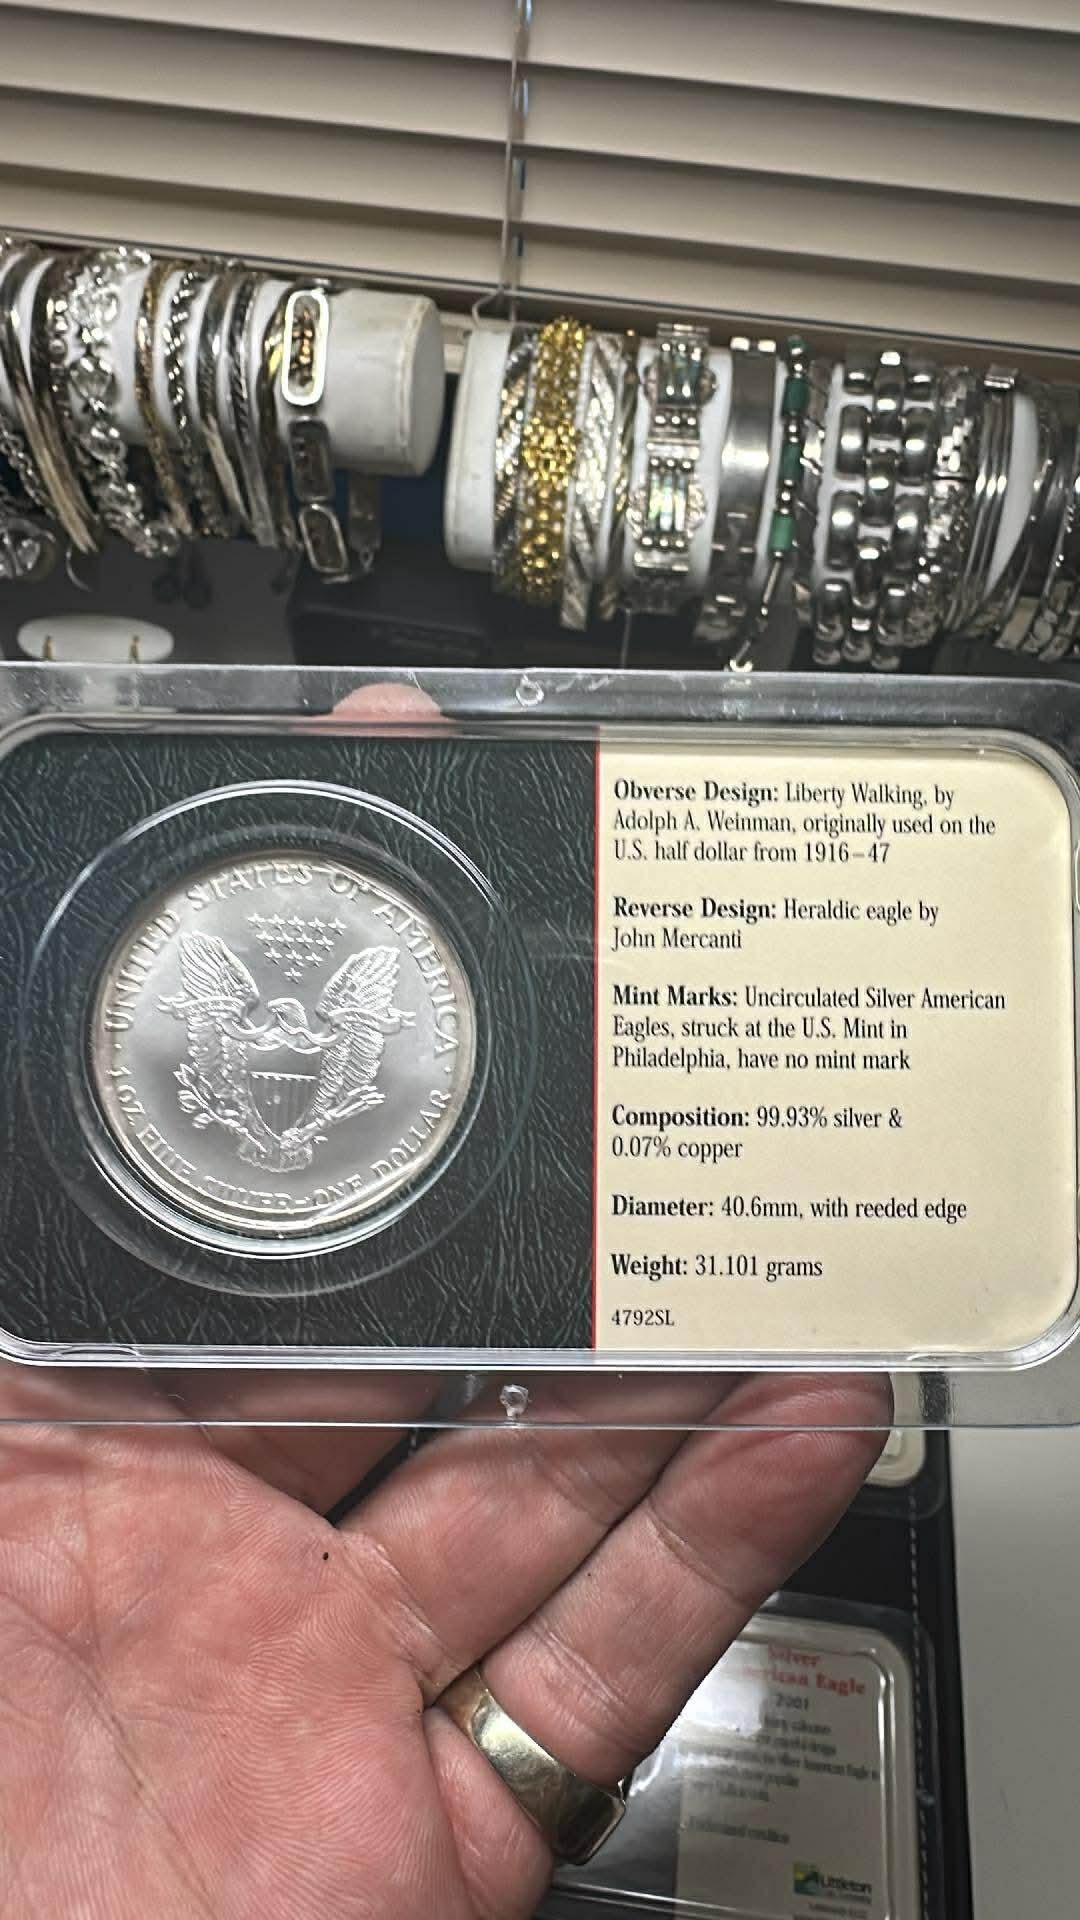 UNITED STATES OF AMERICA
1 OZ. FINE SILVER–ONE DOLLAR
Obverse Design: Liberty Walking, by
Adolph A. Weinman, originally used on the
U.S. half dollar from 1916–47
Reverse Design: Heraldic eagle by
John Mercanti
Mint Marks: Uncirculated Silver American
Eagles, struck at the U.S. Mint in
Philadelphia, have no mint mark
Composition: 99.93% silver &
0.07% copper
Diameter: 40.6mm, with reeded edge
Weight: 31.101 grams
4792SL
Silver
Eagle
2001
Littleton